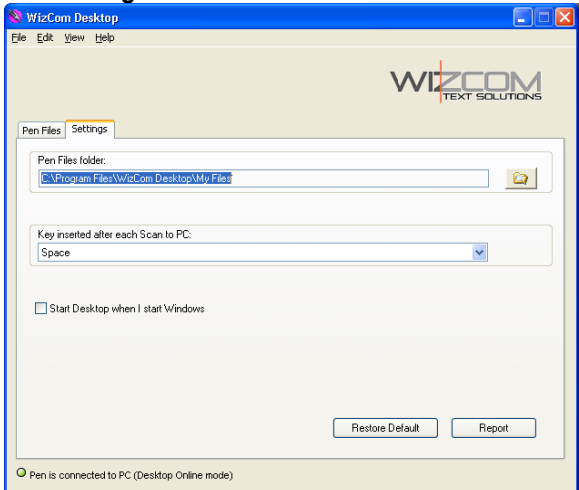 WizCom Desktop
File Edit View Help
WIZCOM
TEXT SOLUTIONS
Pen Files Settings
Pen Files folder:
C:\Program Files\WizCom Desktop\My Files
Key inserted after each Scan to PC:
Space
Start Desktop when I start Windows
Restore Default Report
Pen is connected to PC (Desktop Online mode)